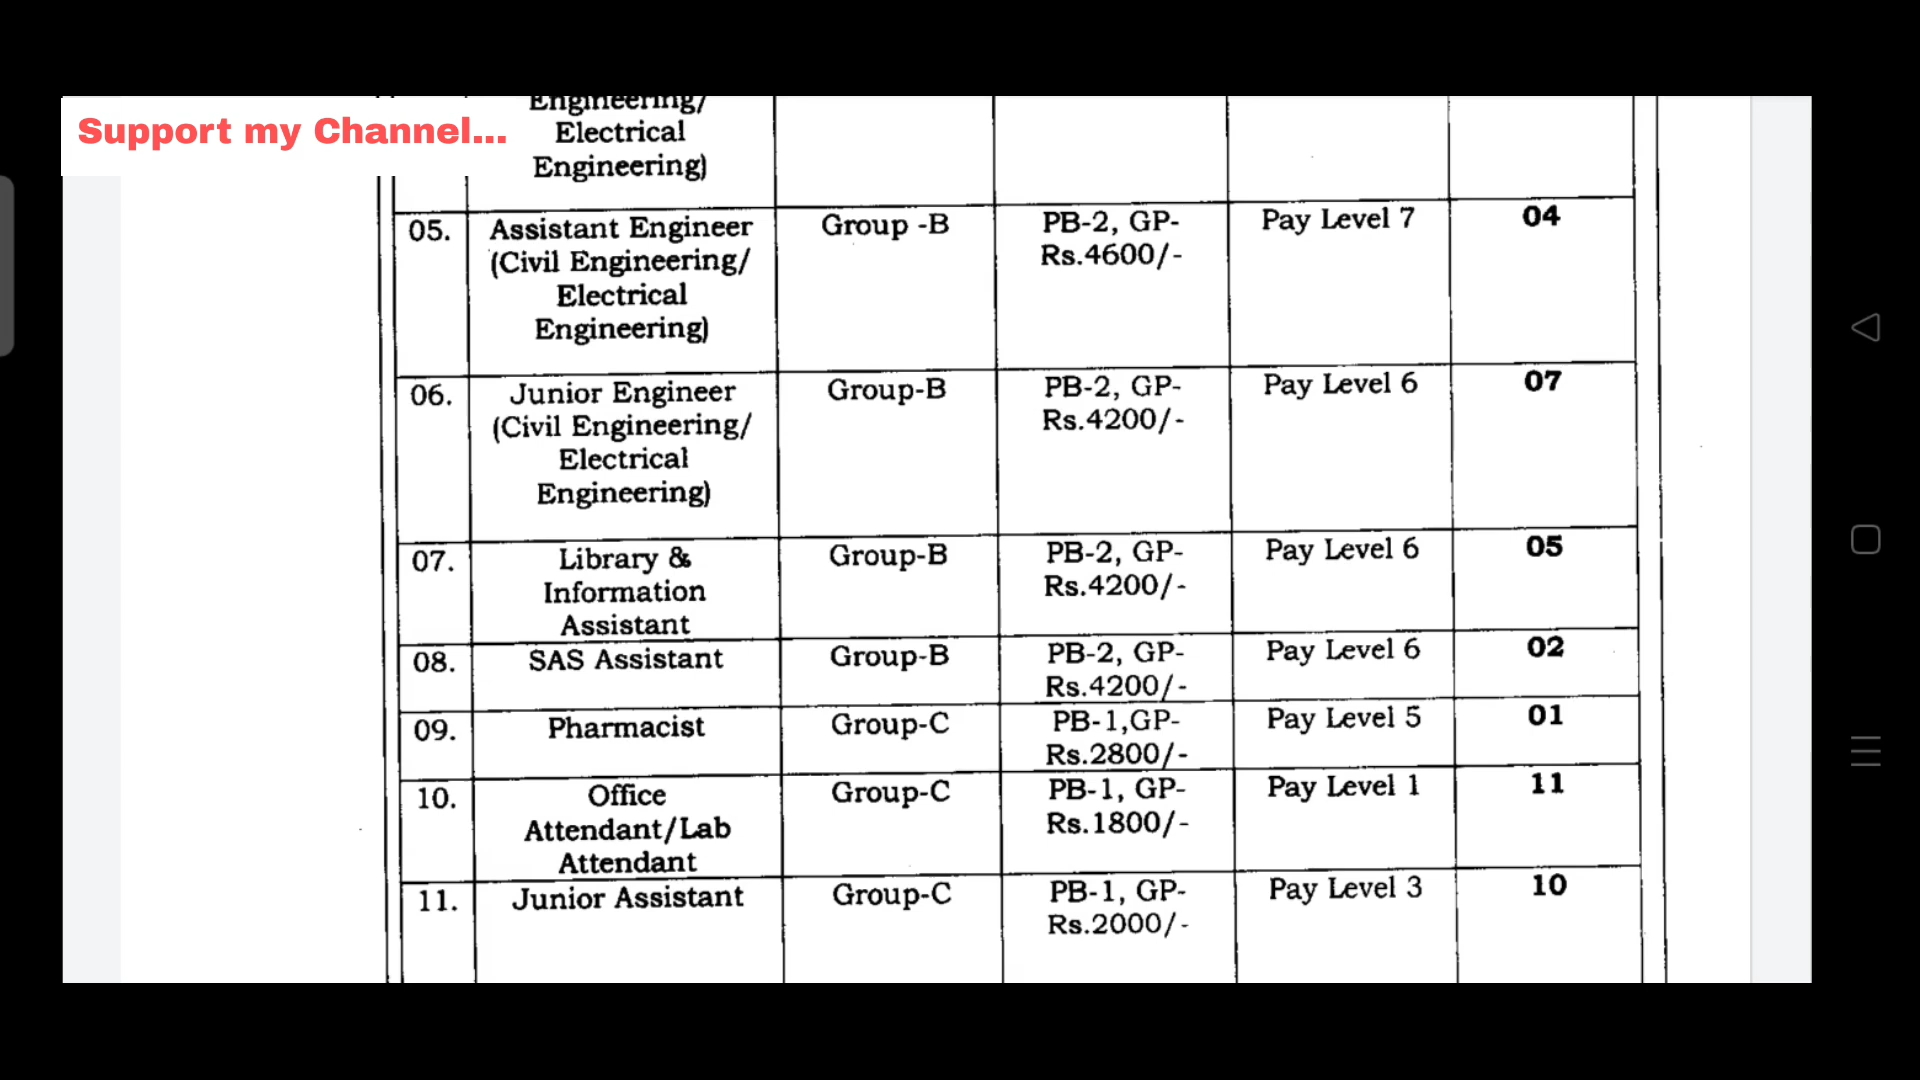 Support my Channel...
Engineering/
Electrical
Engineering)
05. Assistant Engineer Group -B PB-2, GP- Pay Level 7 04
(Civil Engineering/ Rs.4600/-
Electrical
Engineering)
06. Junior Engineer Group-B PB-2, GP- Pay Level 6 07
(Civil Engineering/ Rs.4200/-
Electrical
Engineering)
07. Library & Group-B PB-2, GP- Pay Level 6 05
Information Rs.4200/-
Assistant
08. SAS Assistant Group-B PB-2, GP- Pay Level 6 02
Rs.4200/-
09. Pharmacist Group-C PB-1,GP- Pay Level 5 01
Rs.2800/-
10. Office Group-C PB-1, GP- Pay Level 1 11
Attendant/Lab Rs.1800/-
Attendant
11. Junior Assistant Group-C PB-1, GP- Pay Level 3 10
Rs.2000/-